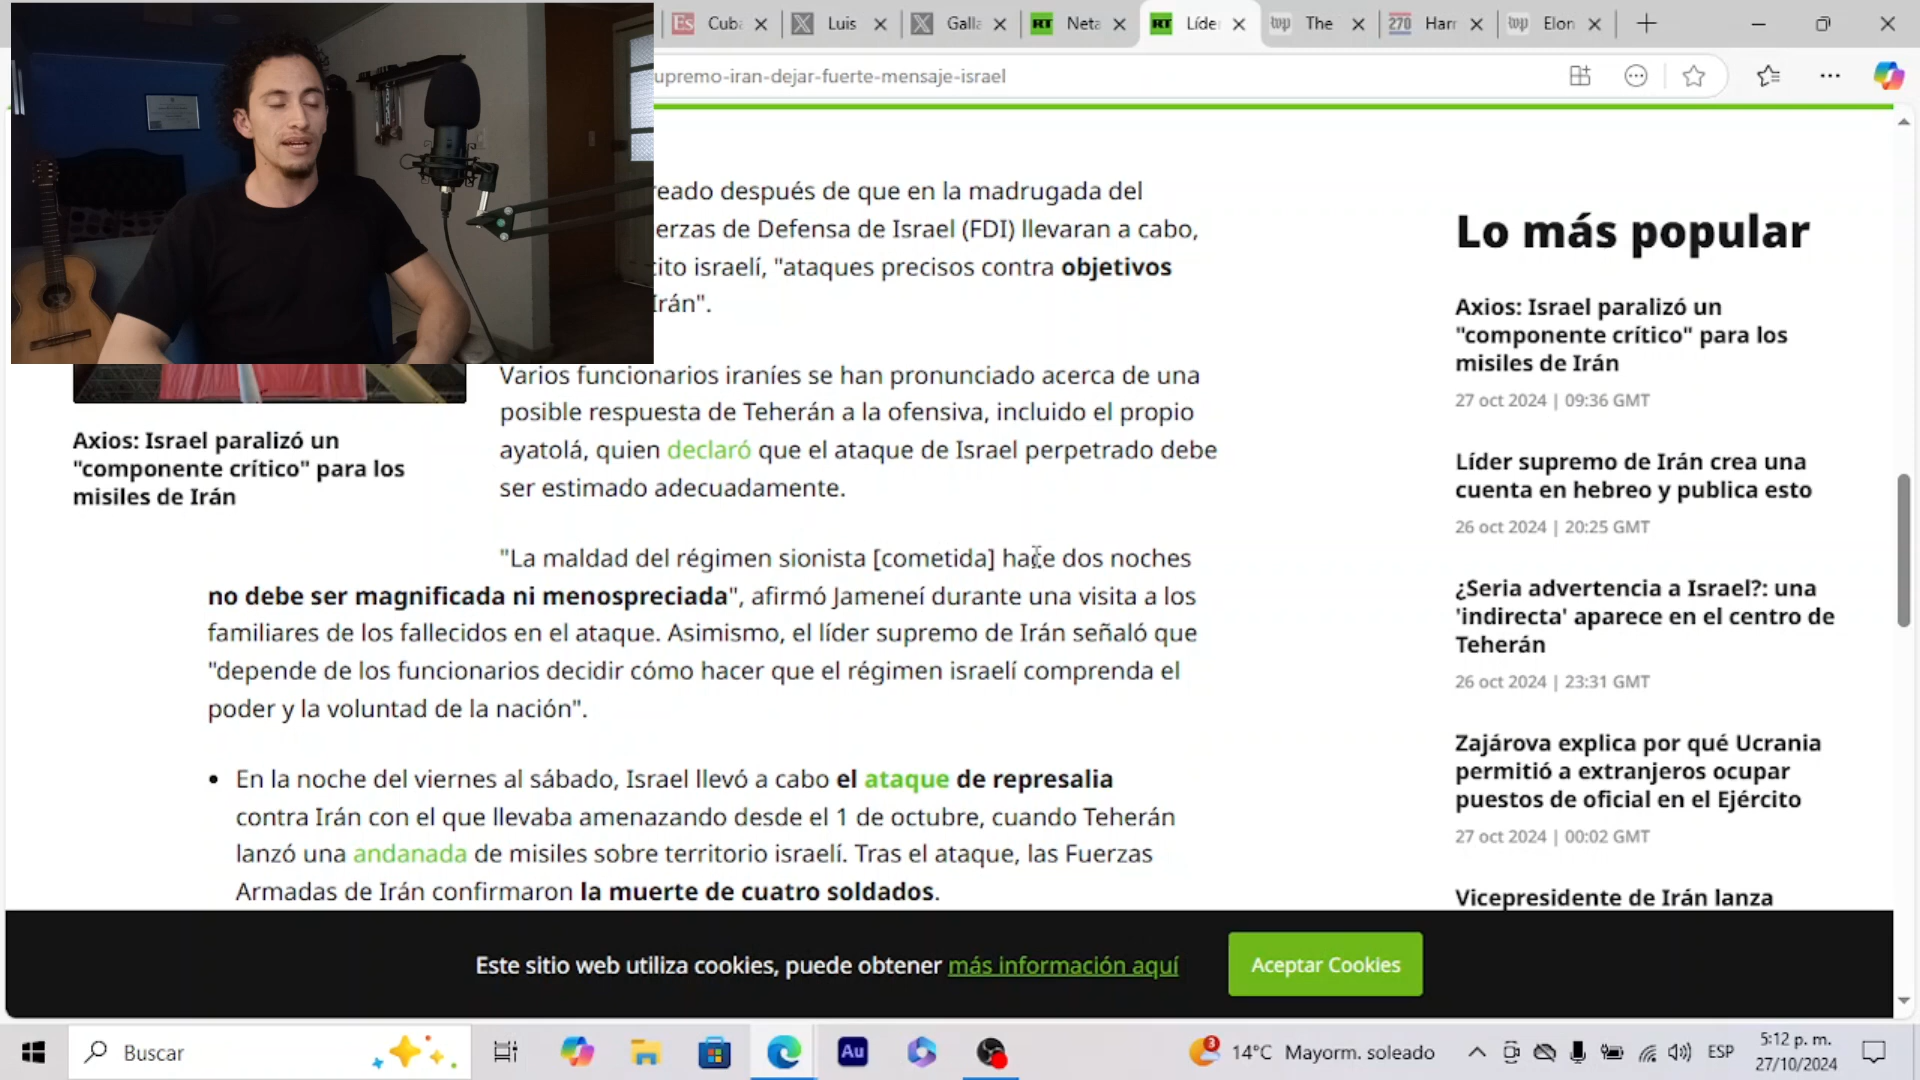 Cub
Luis
Galla
RT
Neta
RT
Líde
wp
The
270
Harr
wp
Elon
upremo-iran-dejar-fuerte-mensaje-israel
reado después de que en la madrugada del
erzas de Defensa de Israel (FDI) llevaran a cabo,
cito israelí, "ataques precisos contra objetivos
Irán".
Varios funcionarios iraníes se han pronunciado acerca de una
posible respuesta de Teherán a la ofensiva, incluido el propio
ayatolá, quien declaró que el ataque de Israel perpetrado debe
ser estimado adecuadamente.
Axios: Israel paralizó un
"componente crítico" para los
misiles de Irán
"La maldad del régimen sionista [cometida] hace dos noches
no debe ser magnificada ni menospreciada", afirmó Jameneí durante una visita a los
familiares de los fallecidos en el ataque. Asimismo, el líder supremo de Irán señaló que
"depende de los funcionarios decidir cómo hacer que el régimen israelí comprenda el
poder y la voluntad de la nación".
• En la noche del viernes al sábado, Israel llevó a cabo el ataque de represalia
contra Irán con el que llevaba amenazando desde el 1 de octubre, cuando Teherán
lanzó una andanada de misiles sobre territorio israelí. Tras el ataque, las Fuerzas
Armadas de Irán confirmaron la muerte de cuatro soldados.
Lo más popular
Axios: Israel paralizó un
"componente crítico" para los
misiles de Irán
27 oct 2024 | 09:36 GMT
Líder supremo de Irán crea una
cuenta en hebreo y publica esto
26 oct 2024 | 20:25 GMT
¿Seria advertencia a Israel?: una
'indirecta' aparece en el centro de
Teherán
26 oct 2024 | 23:31 GMT
Zajárova explica por qué Ucrania
permitió a extranjeros ocupar
puestos de oficial en el Ejército
27 oct 2024 | 00:02 GMT
Vicepresidente de Irán lanza
Este sitio web utiliza cookies, puede obtener más información aquí
Aceptar Cookies
Buscar
Au
3
14°C Mayorm. soleado
ESP
5:12 p. m.
27/10/2024